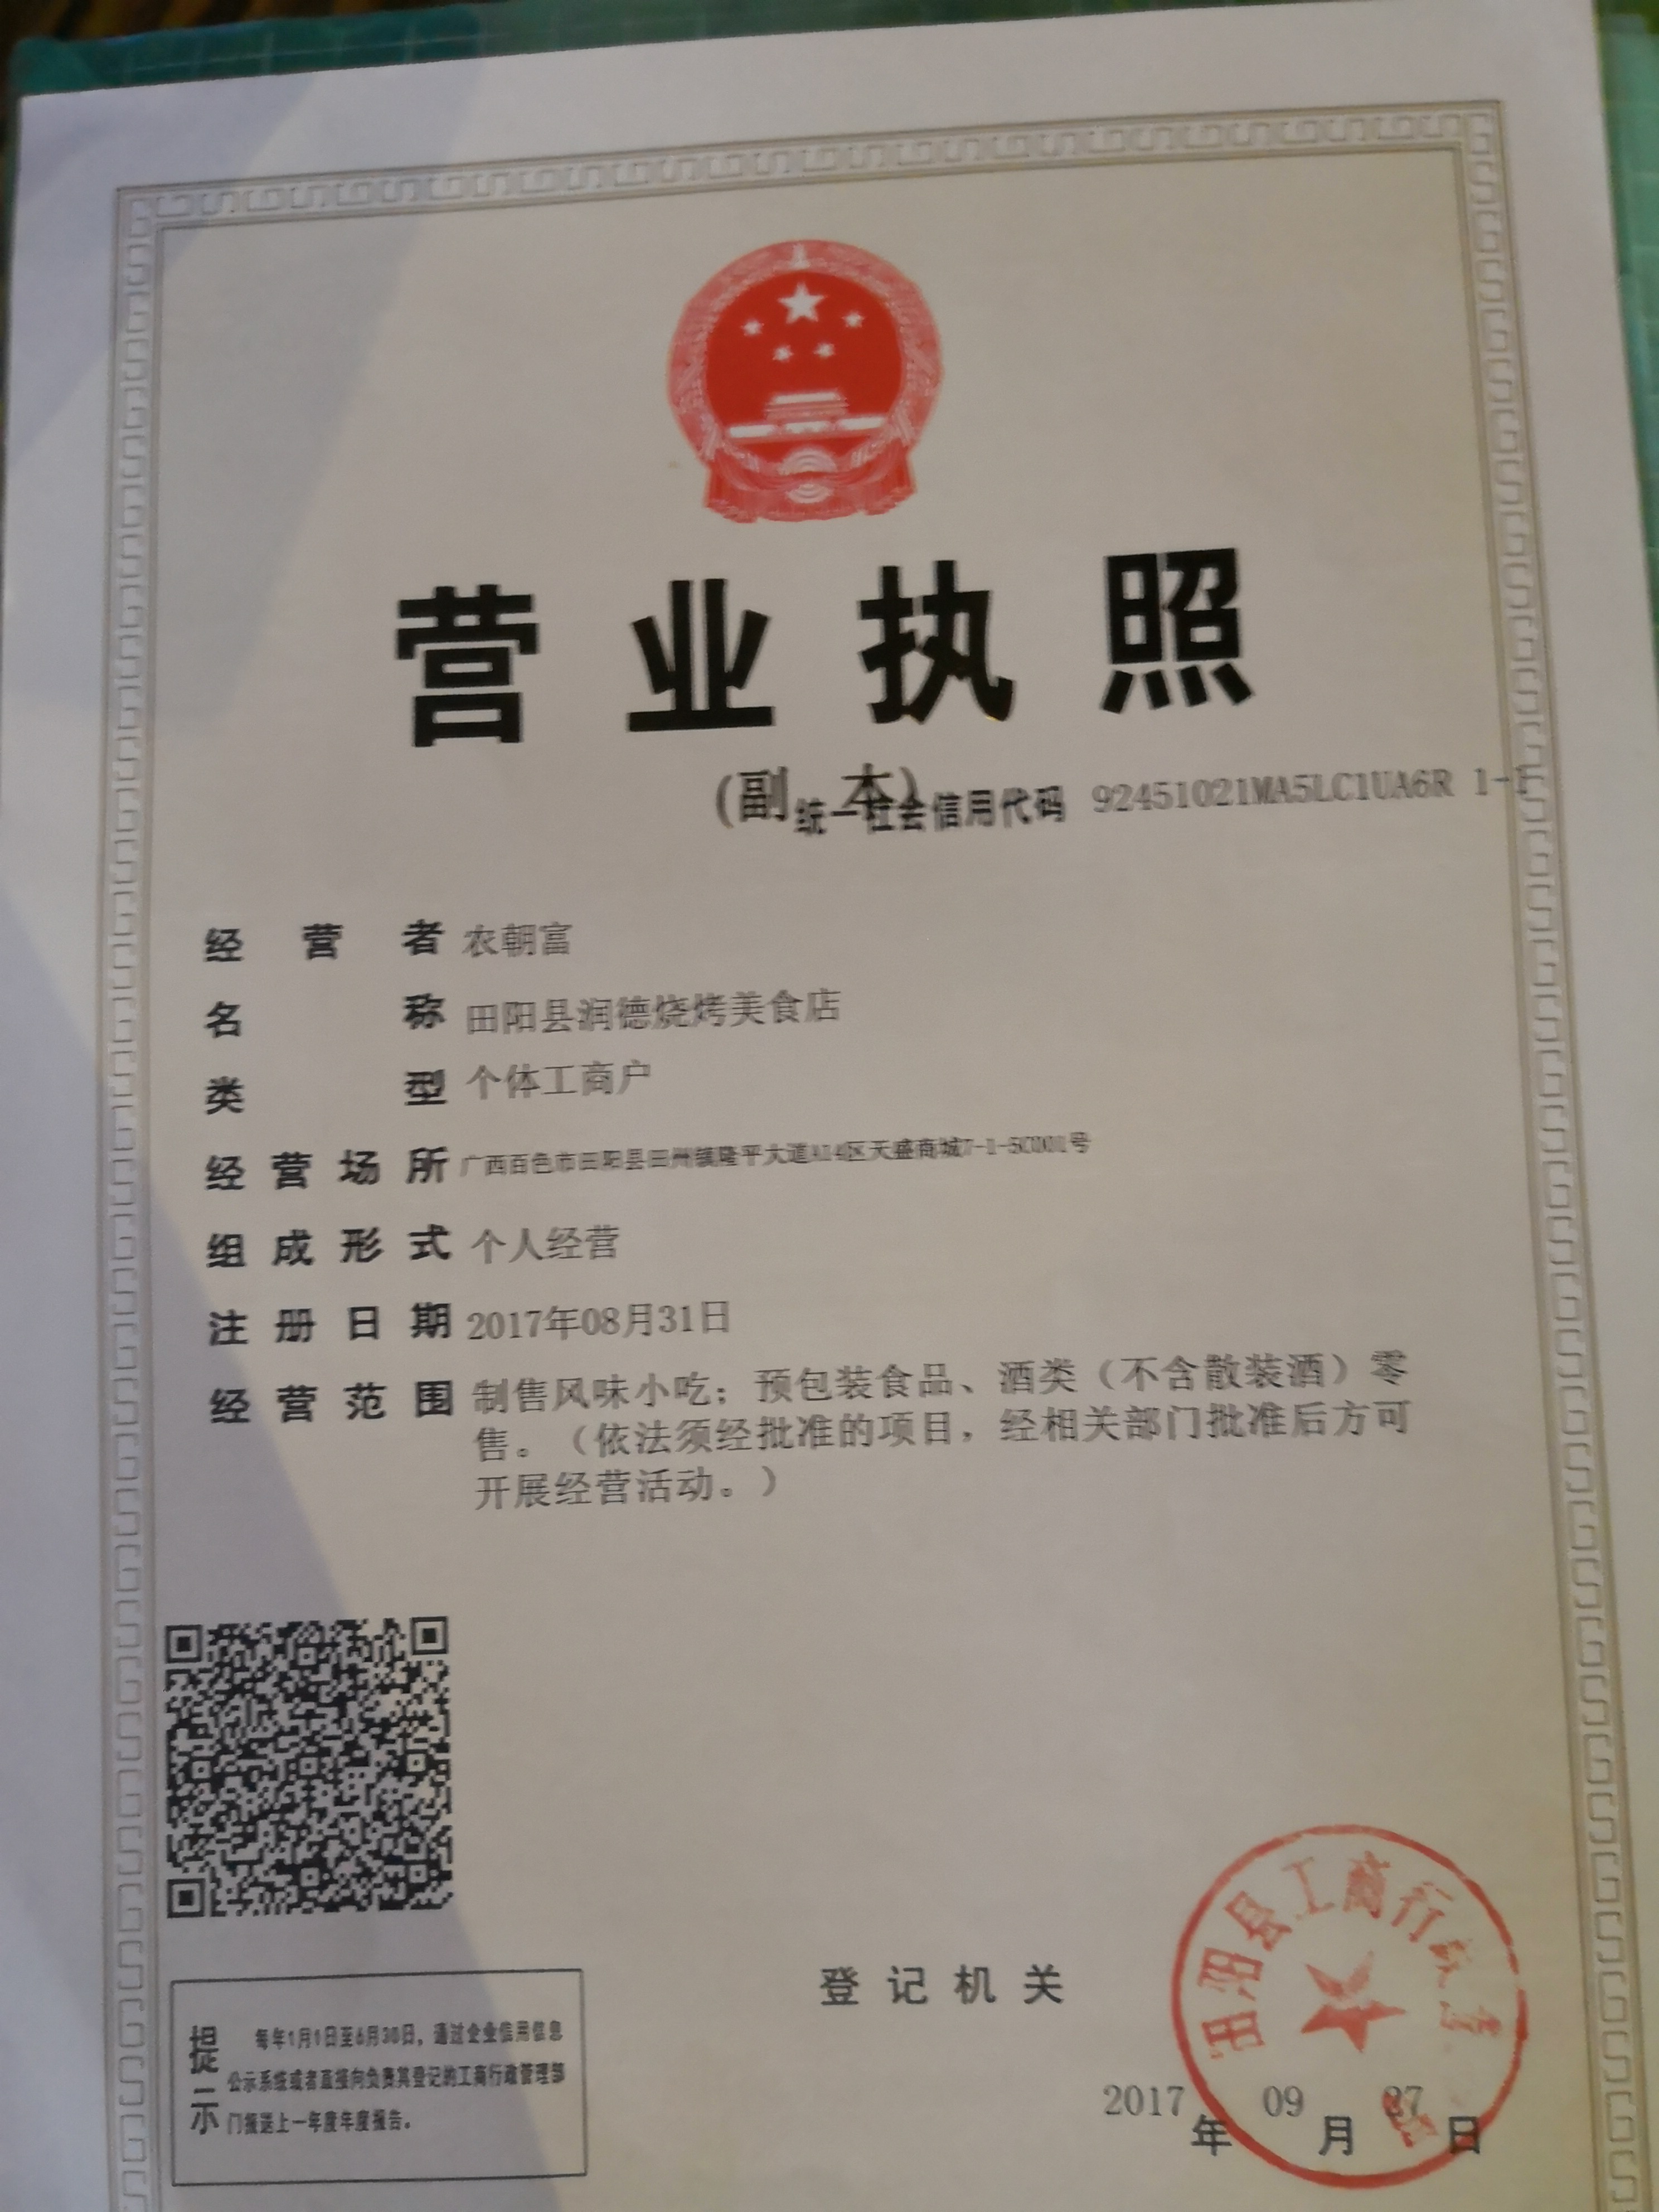 营业执照
(副 本)
统一社会信用代码 92451021MA5LC1UA6R 1-1
经营者 农朝富
名称 田阳县润德烧烤美食店
类型 个体工商户
经营场所 广西百色市田阳县田州镇隆平大道A14区天盛商城7-1-5C001号
组成形式 个人经营
注册日期 2017年08月31日
经营范围 制售风味小吃；预包装食品、酒类（不含散装酒）零
售。（依法须经批准的项目，经相关部门批准后方可
开展经营活动。）
提示 每年1月1日至6月30日，通过企业信用信息
公示系统或者直接向负责其登记的工商行政管理部
门报送上一年度年度报告。
登记机关
田阳县工商行政
2017年09月27日